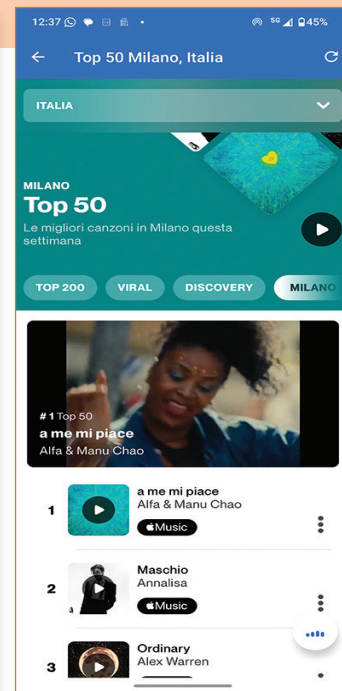 12:37
5G 45%
Top 50 Milano, Italia
ITALIA
MILANO
Top 50
Le migliori canzoni in Milano questa
settimana
TOP 200
VIRAL
DISCOVERY
MILANO
#1 Top 50
a me mi piace
Alfa & Manu Chao
1
a me mi piace
Alfa & Manu Chao
Music
2
Maschio
Annalisa
Music
3
Ordinary
Alex Warren